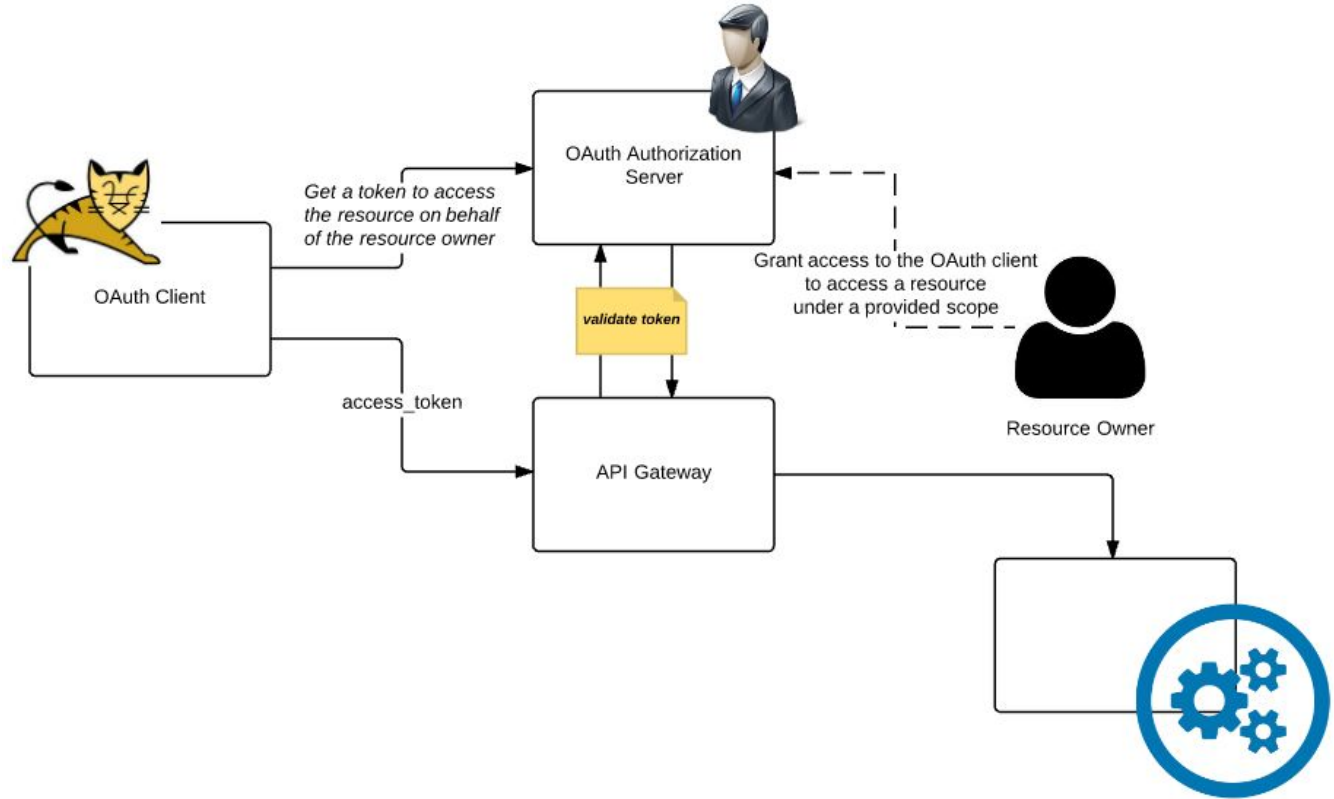 OAuth Authorization
Server
Get a token to access
the resource on behalf
of the resource owner
OAuth Client
Grant access to the OAuth client
to access a resource
under a provided scope
validate token
access_token
Resource Owner
API Gateway